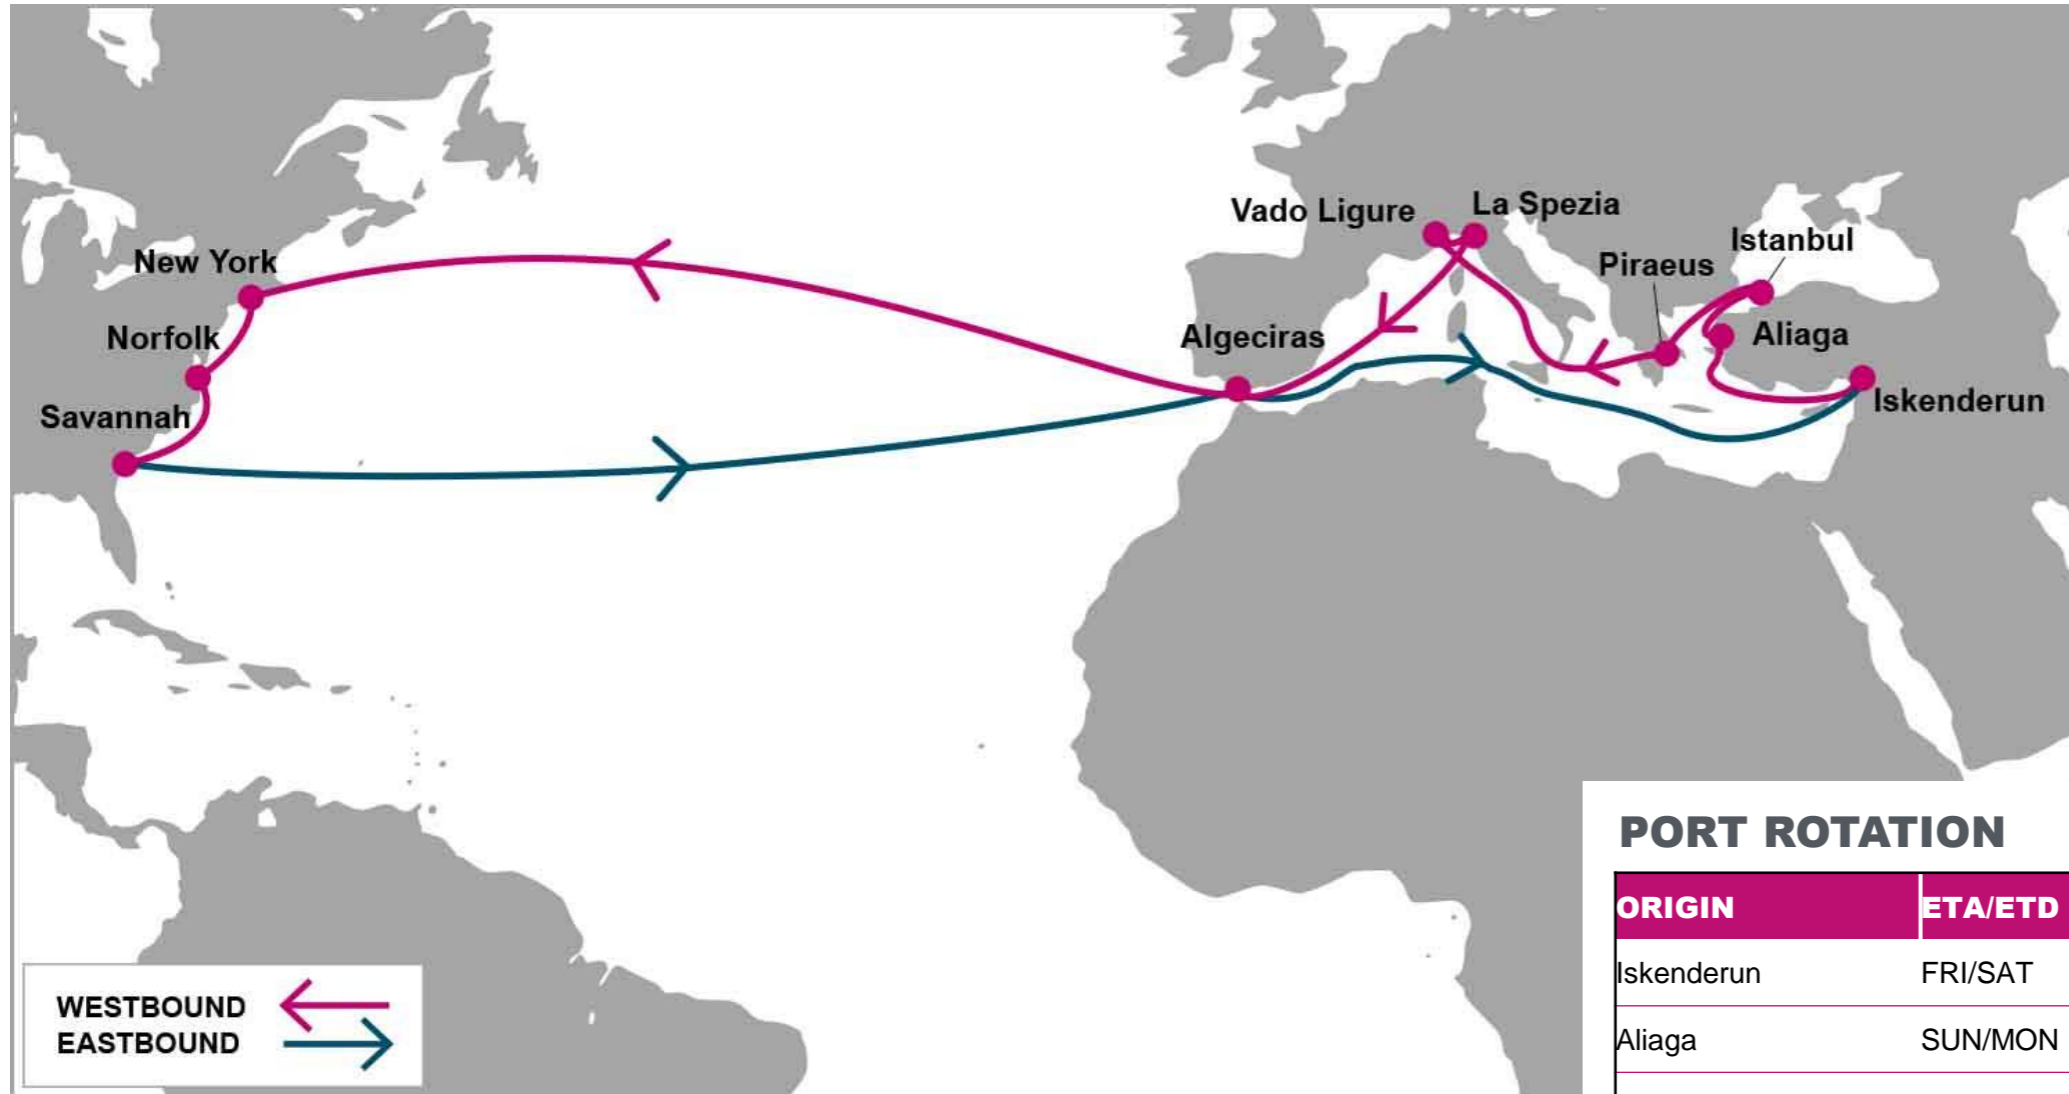 Vado Ligure
La Spezia
Istanbul
Piraeus
New York
Norfolk
Algeciras
Aliaga
Savannah
Iskenderun
PORT ROTATION
ORIGIN ETA/ETD
Iskenderun FRI/SAT
Aliaga SUN/MON
WESTBOUND
EASTBOUND